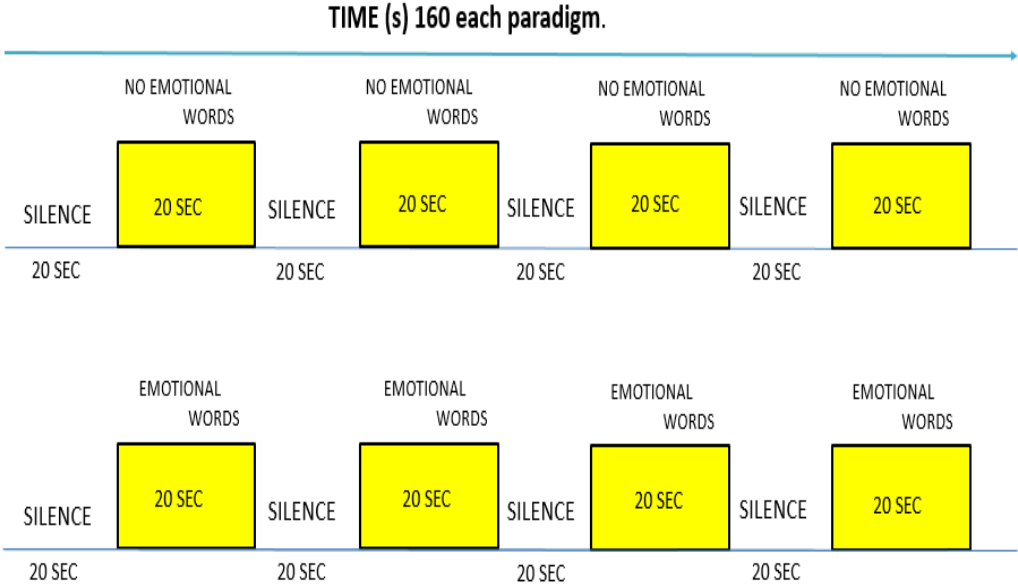 TIME (s) 160 each paradigm.
NO EMOTIONAL WORDS
NO EMOTIONAL WORDS
NO EMOTIONAL WORDS
NO EMOTIONAL WORDS
SILENCE 20 SEC SILENCE 20 SEC SILENCE 20 SEC SILENCE 20 SEC
20 SEC 20 SEC 20 SEC 20 SEC
EMOTIONAL WORDS
EMOTIONAL WORDS
EMOTIONAL WORDS
EMOTIONAL WORDS
SILENCE 20 SEC SILENCE 20 SEC SILENCE 20 SEC SILENCE 20 SEC
20 SEC 20 SEC 20 SEC 20 SEC